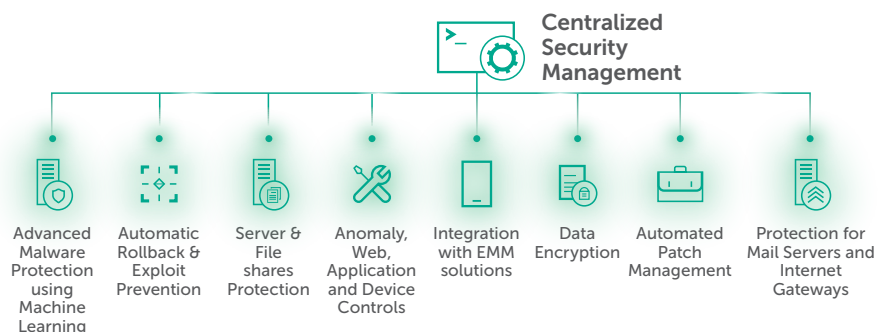 Centralized
Security
Management
Advanced
Malware
Protection
using
Machine
Learning
Automatic
Rollback &
Exploit
Prevention
Server &
File
shares
Protection
Anomaly,
Web,
Application
and Device
Controls
Integration
with EMM
solutions
Data
Encryption
Automated
Patch
Management
Protection for
Mail Servers and
Internet
Gateways